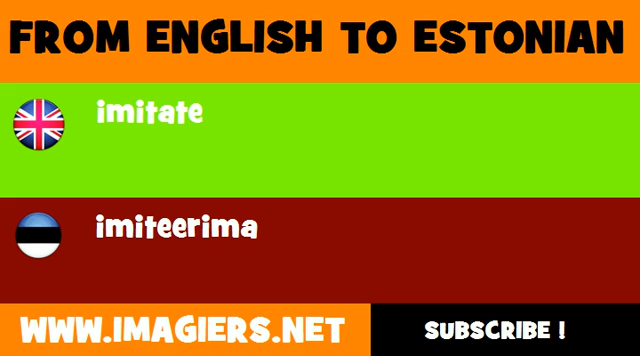 FROM ENGLISH TO ESTONIAN
imitate
imiteerima
WWW.IMAGIERS.NET
SUBSCRIBE !